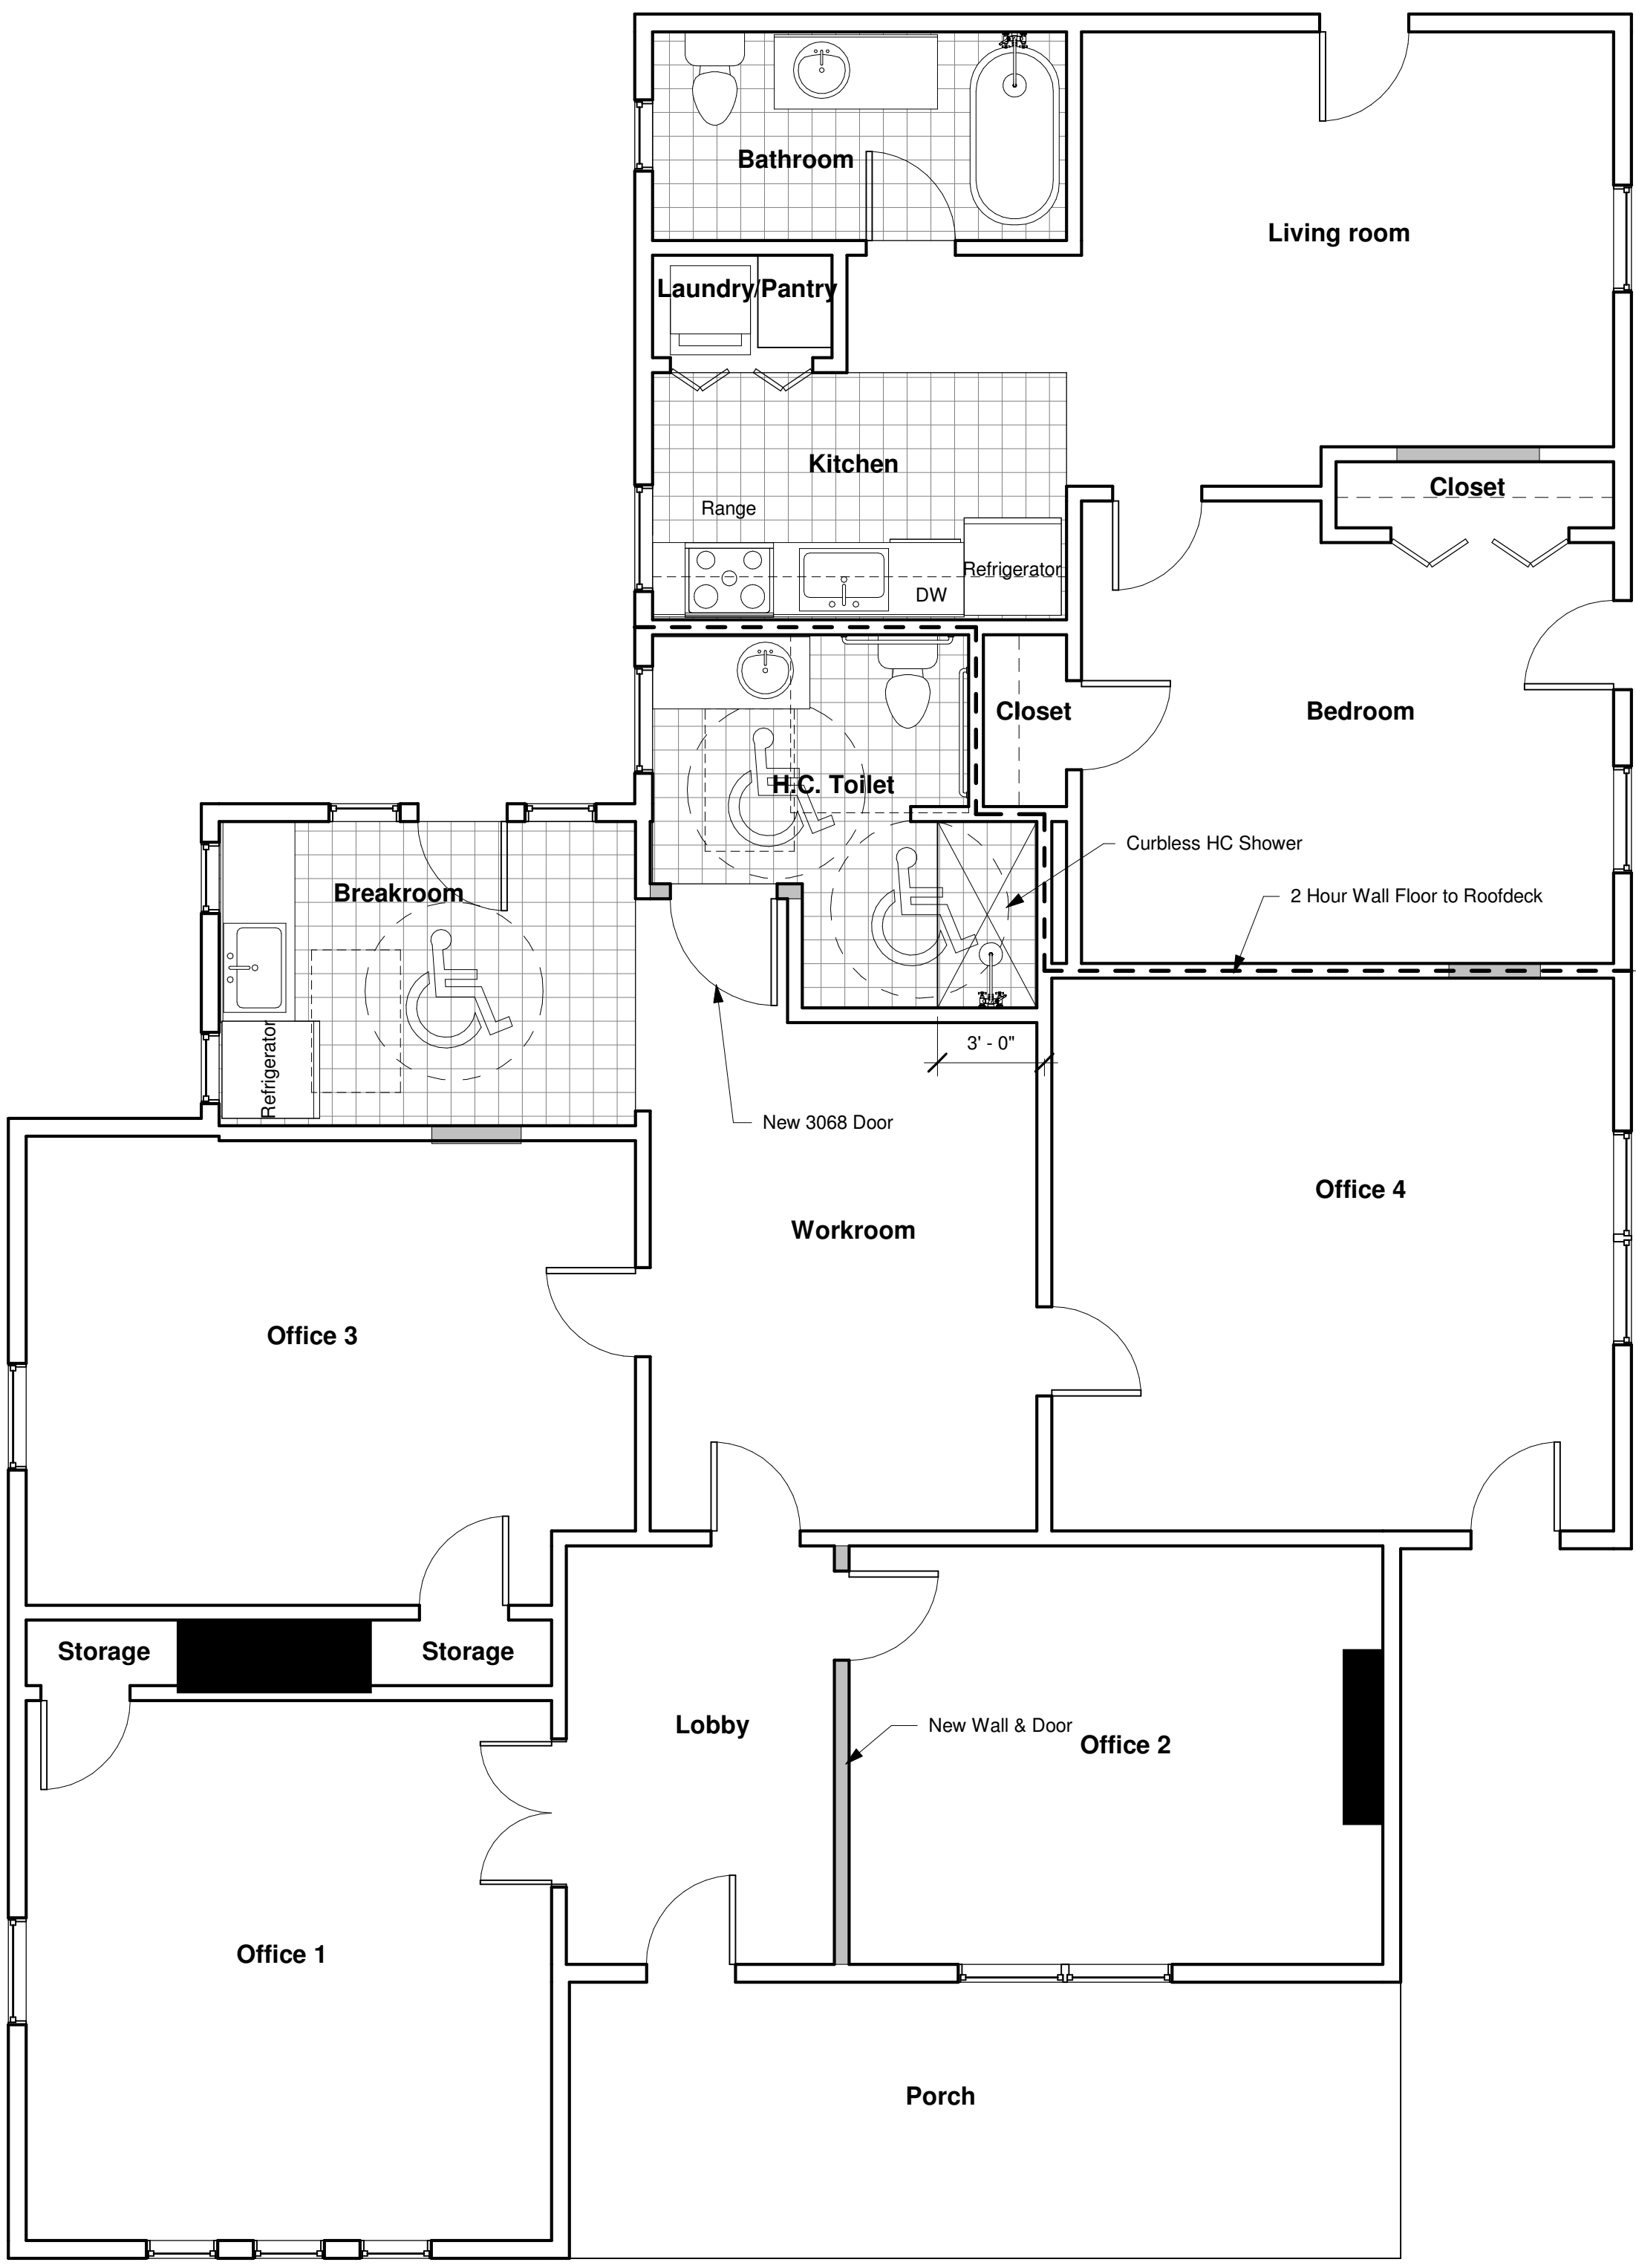 Bathroom
Living room
Laundry/Pantry
Kitchen
Closet
Range
Refrigerator
DW
Closet
Bedroom
H.C. Toilet
Curbless HC Shower
Breakroom
2 Hour Wall Floor to Roofdeck
3' - 0"
Refrigerator
New 3068 Door
Office 4
Workroom
Office 3
Storage
Storage
Lobby
New Wall & Door
Office 2
Office 1
Porch